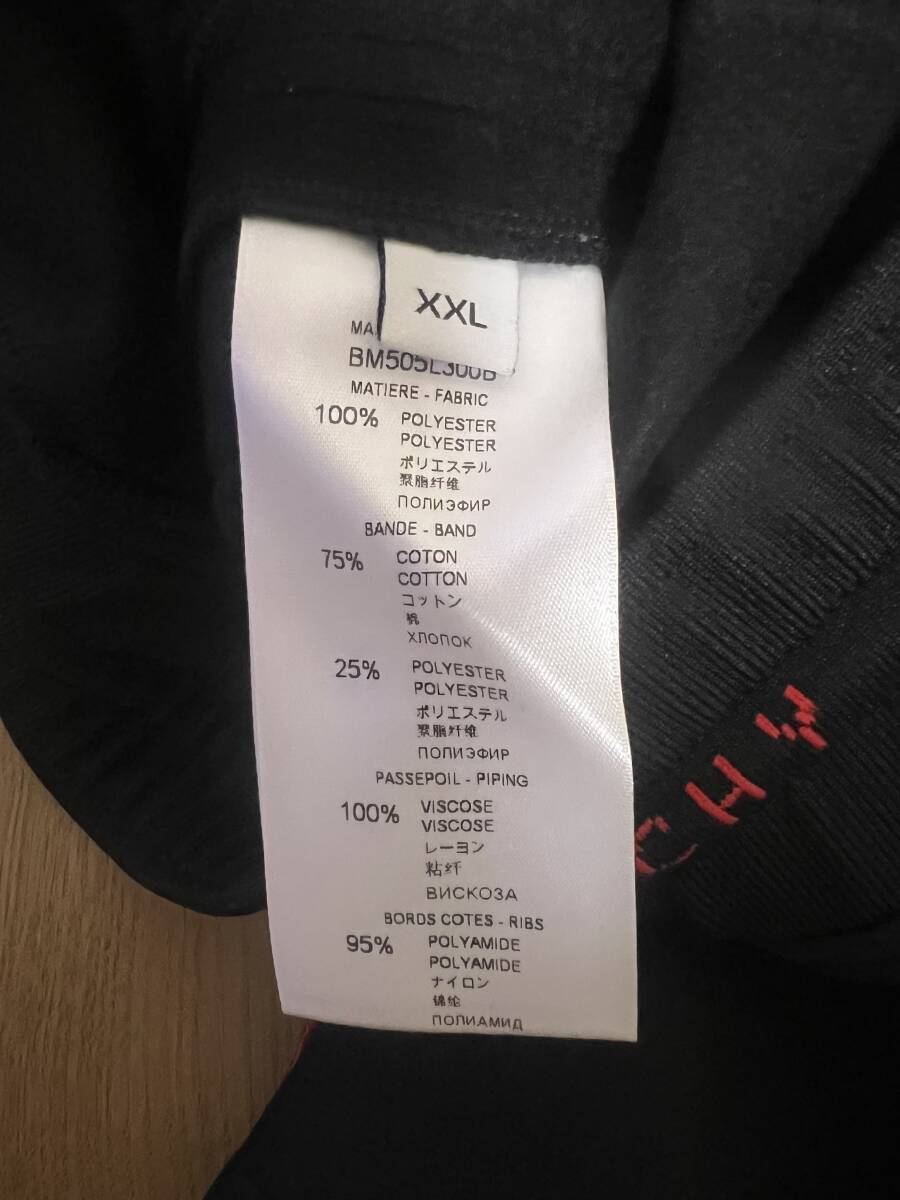 XXL
BM505L300B
MATIERE - FABRIC
100% POLYESTER
POLYESTER
ポリエステル
聚脂纤维
ПОЛИЭФИР
BANDE - BAND
75% COTON
COTTON
コットン
棉
ХЛОПОК
25% POLYESTER
POLYESTER
ポリエステル
聚脂纤维
ПОЛИЭФИР
PASSEPOIL - PIPING
100% VISCOSE
VISCOSE
レーヨン
粘纤
ВИСКОЗА
BORDS COTES - RIBS
95% POLYAMIDE
POLYAMIDE
ナイロン
锦纶
ПОЛИАМИД